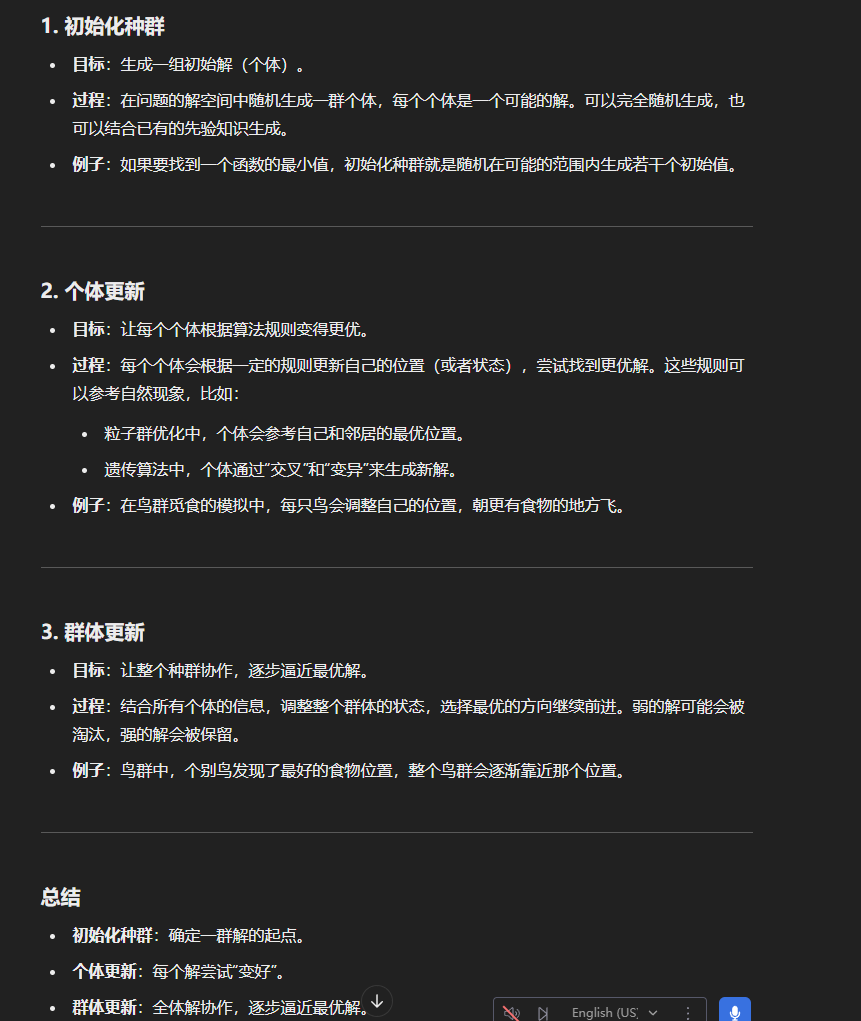 1. 初始化种群
• 目标：生成一组初始解（个体）。
• 过程：在问题的解空间中随机生成一群个体，每个个体是一个可能的解。可以完全随机生成，也
可以结合已有的先验知识生成。
• 例子：如果要找到一个函数的最小值，初始化种群就是随机在可能的范围内生成若干个初始值。
2. 个体更新
• 目标：让每个个体根据算法规则变得更优。
• 过程：每个个体会根据一定的规则更新自己的位置（或者状态），尝试找到更优解。这些规则可
以参考自然现象，比如：
• 粒子群优化中，个体会参考自己和邻居的最优位置。
• 遗传算法中，个体通过“交叉”和“变异”来生成新解。
• 例子：在鸟群觅食的模拟中，每只鸟会调整自己的位置，朝更有食物的地方飞。
3. 群体更新
• 目标：让整个种群协作，逐步逼近最优解。
• 过程：结合所有个体的信息，调整整个群体的状态，选择最优的方向继续前进。弱的解可能会被
淘汰，强的解会被保留。
• 例子：鸟群中，个别鸟发现了最好的食物位置，整个鸟群会逐渐靠近那个位置。
总结
• 初始化种群：确定一群解的起点。
• 个体更新：每个解尝试“变好”。
• 群体更新：全体解协作，逐步逼近最优解。
English (US)